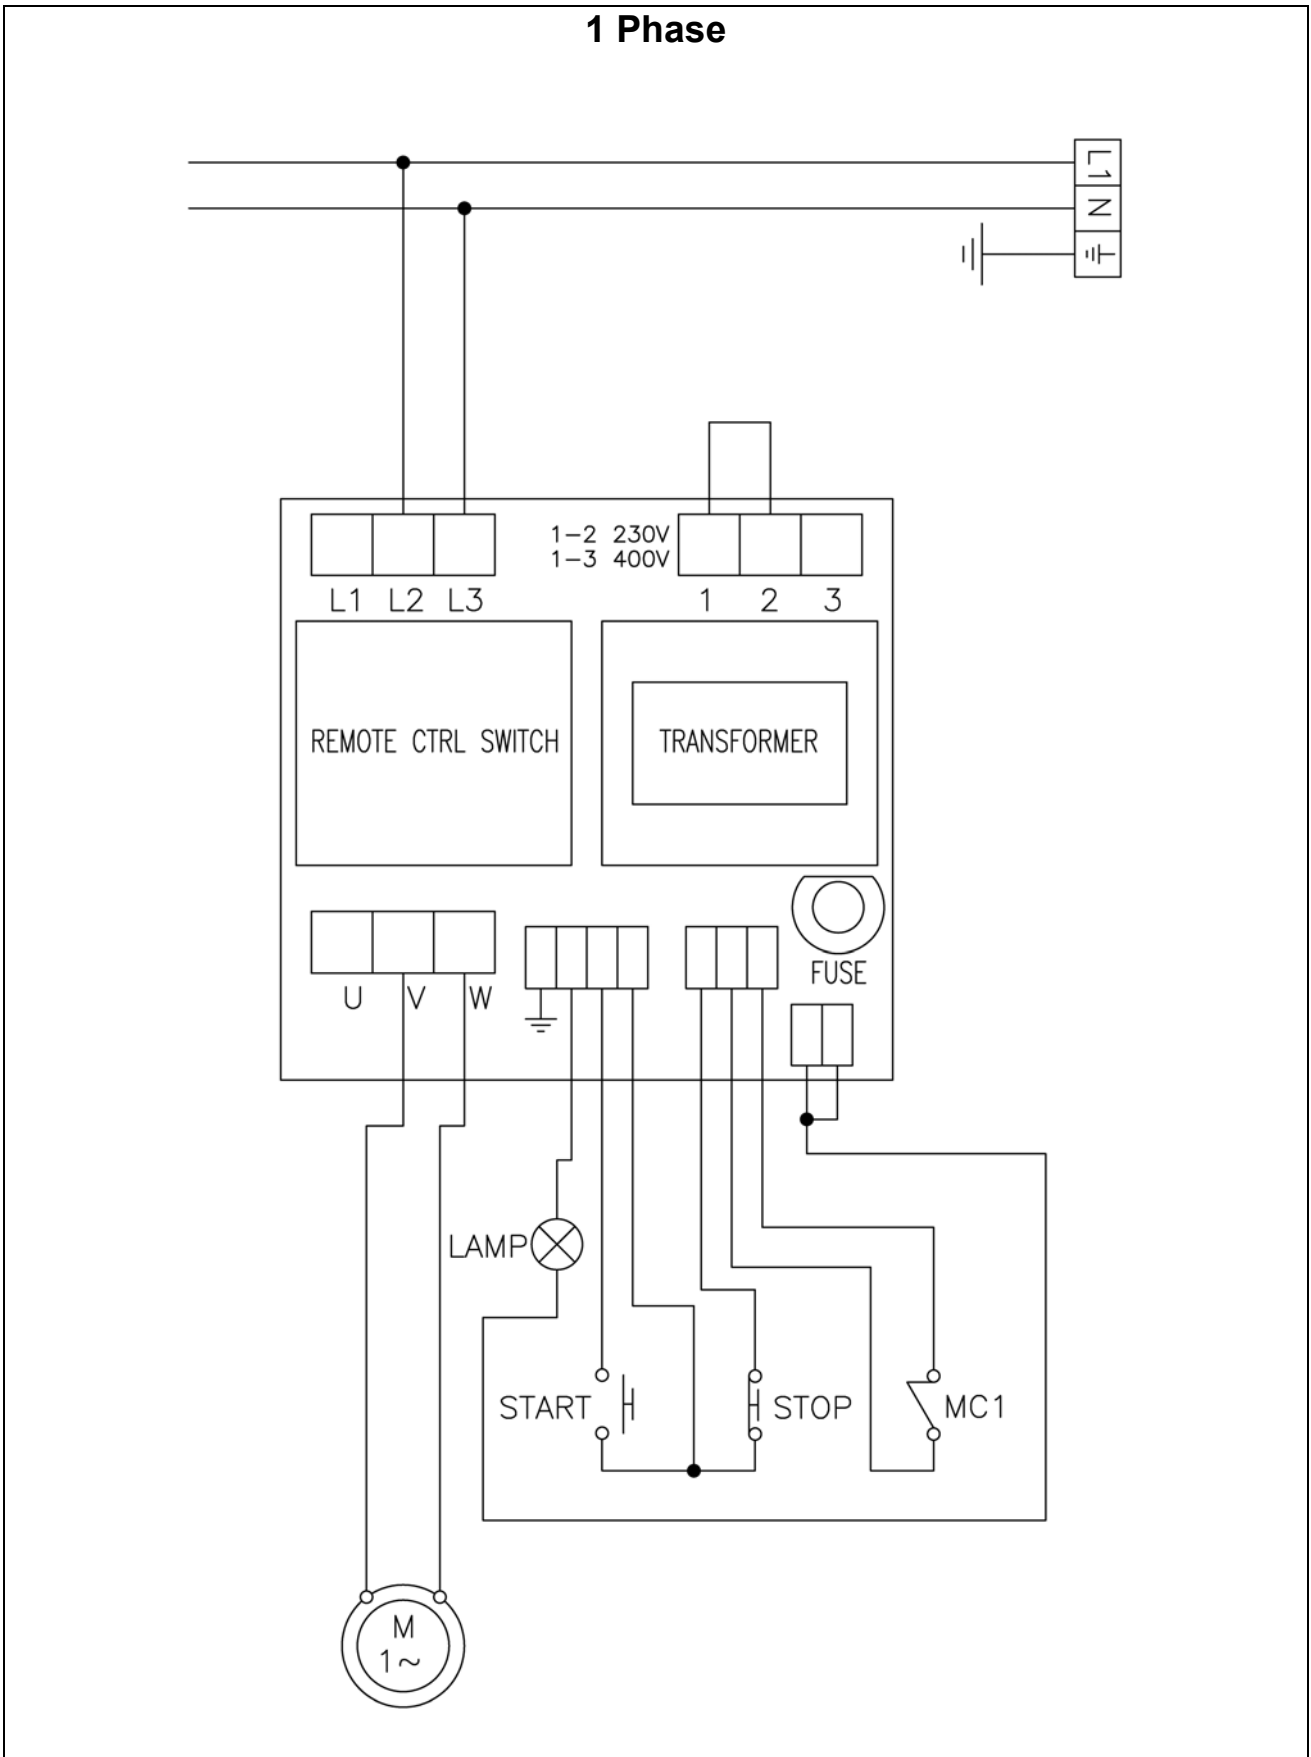 1 Phase
L1
N
1-2 230V
1-3 400V
L1 L2 L3
1 2 3
REMOTE CTRL SWITCH
TRANSFORMER
FUSE
U V W
LAMP
START
STOP
MC1
M
1~